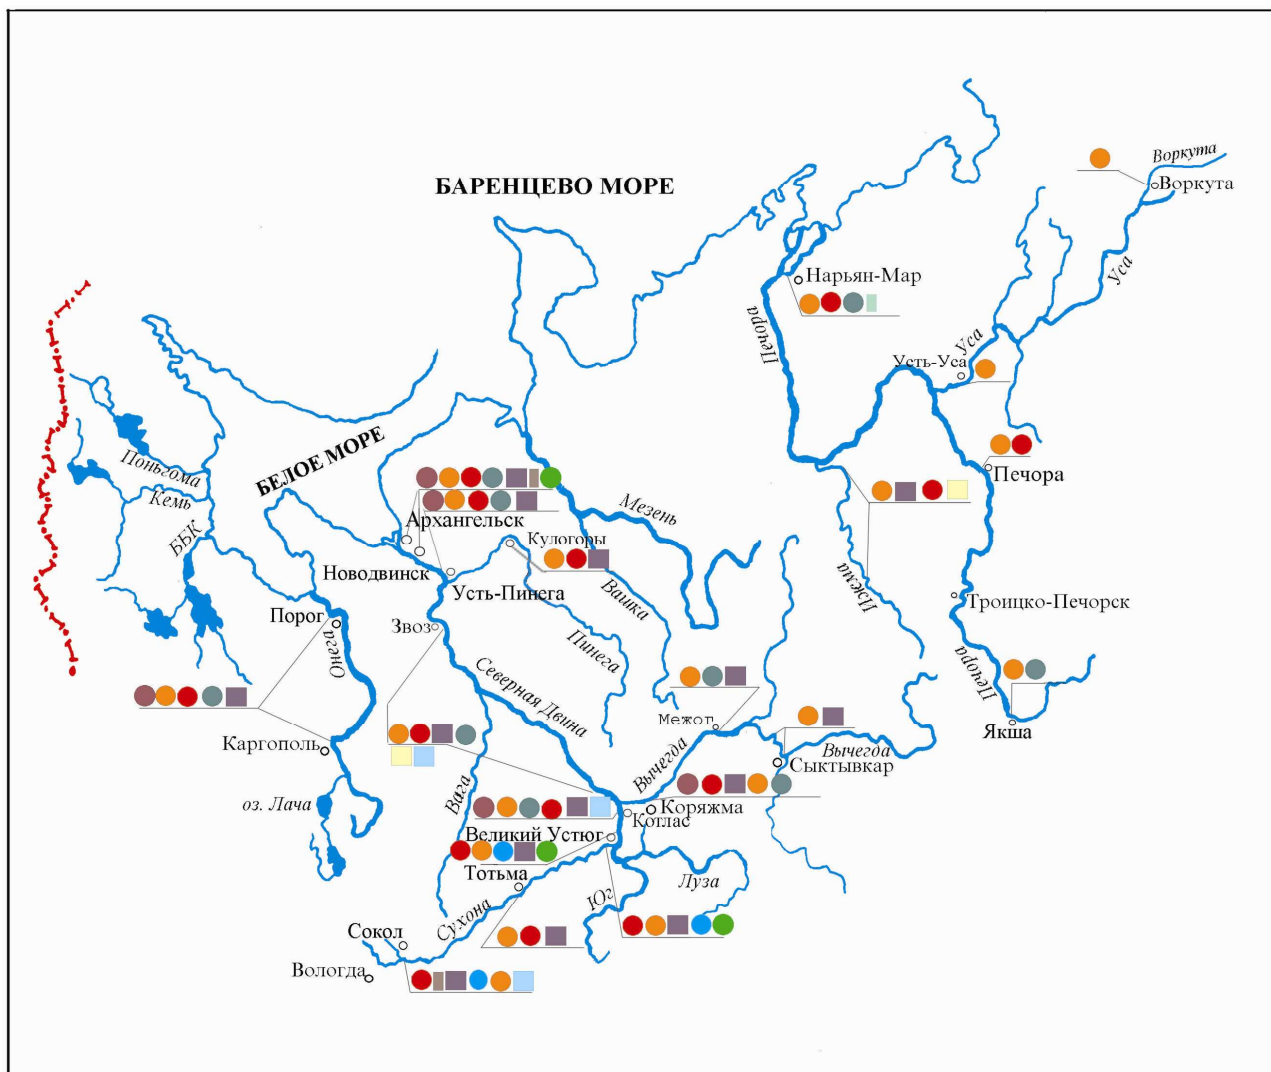 Воркута
Воркута
БАРЕНЦЕВО МОРЕ
Уса
Нарьян-Мар
Печора
Уса
Усть-Уса
БЕЛОЕ МОРЕ
Поньгома
Кемь
ББК
Печора
Мезень
Архангельск
Кулогоры
Новодвинск
Усть-Пинега
Вашка
Ижма
Троицко-Печорск
Порог
Онега
Звоз
Пинега
Печора
Северная Двина
Межог
Якша
Каргополь
Вычегда
Вычегда
Сыктывкар
оз. Лача
Вага
Коряжма
Котлас
Великий Устюг
Тотьма
Луза
Юг
Сухона
Сокол
Вологда